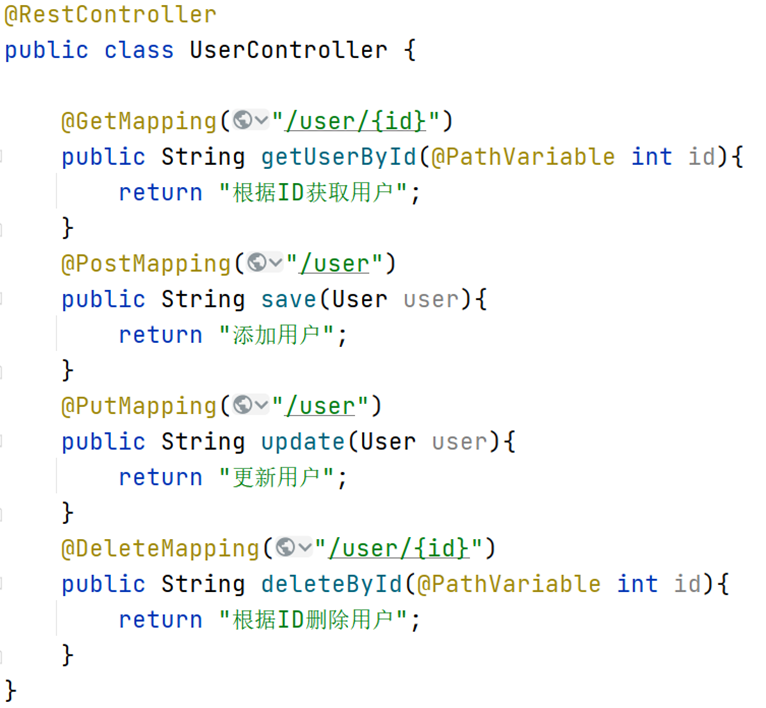 @RestController
public class UserController {
@GetMapping("/user/{id}")
public String getUserById(@PathVariable int id){
return "根据ID获取用户";
}
@PostMapping("/user")
public String save(User user){
return "添加用户";
}
@PutMapping("/user")
public String update(User user){
return "更新用户";
}
@DeleteMapping("/user/{id}")
public String deleteById(@PathVariable int id){
return "根据ID删除用户";
}
}